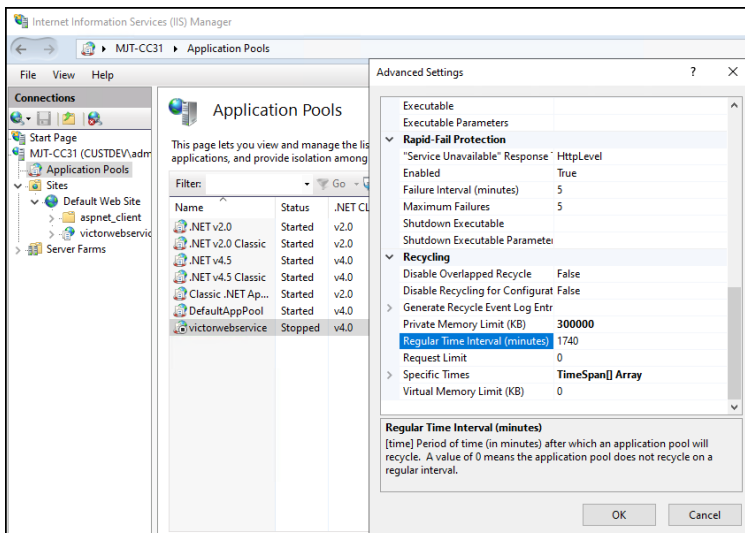 Internet Information Services (IIS) Manager
MJT-CC31 Application Pools
File View Help
Connections
Start Page
MJT-CC31 (CUSTDEV\adm
Application Pools
Sites
Default Web Site
aspnet_client
victorwebservic
Server Farms
Application Pools
This page lets you view and manage the lis
applications, and provide isolation among
Filter: Go
Name Status .NET CL
.NET v2.0 Started v2.0
.NET v2.0 Classic Started v2.0
.NET v4.5 Started v4.0
.NET v4.5 Classic Started v4.0
Classic .NET Ap... Started v2.0
DefaultAppPool Started v4.0
victorwebservice Stopped v4.0
Advanced Settings ? X
Executable
Executable Parameters
Rapid-Fail Protection
"Service Unavailable" Response HttpLevel
Enabled True
Failure Interval (minutes) 5
Maximum Failures 5
Shutdown Executable
Shutdown Executable Parameter
Recycling
Disable Overlapped Recycle False
Disable Recycling for Configurat False
Generate Recycle Event Log Entr
Private Memory Limit (KB) 300000
Regular Time Interval (minutes) 1740
Request Limit 0
Specific Times TimeSpan[] Array
Virtual Memory Limit (KB) 0
Regular Time Interval (minutes)
[time] Period of time (in minutes) after which an application pool will
recycle. A value of 0 means the application pool does not recycle on a
regular interval.
OK Cancel